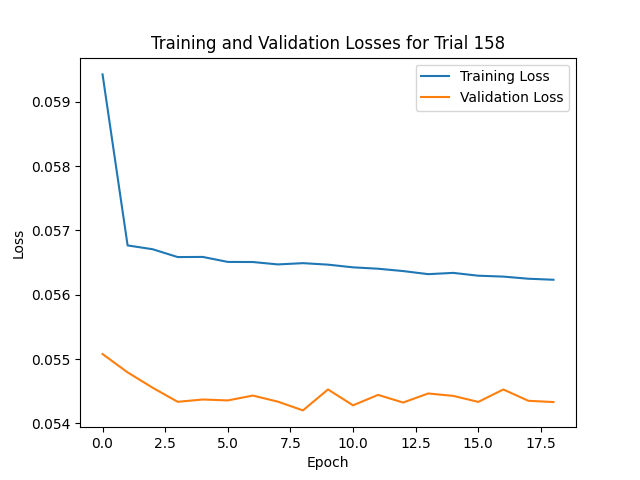 Training and Validation Losses for Trial 158
Training Loss
Validation Loss
0.059
0.058
0.057
0.056
0.055
0.054
Loss
0.0
2.5
5.0
7.5
10.0
12.5
15.0
17.5
Epoch